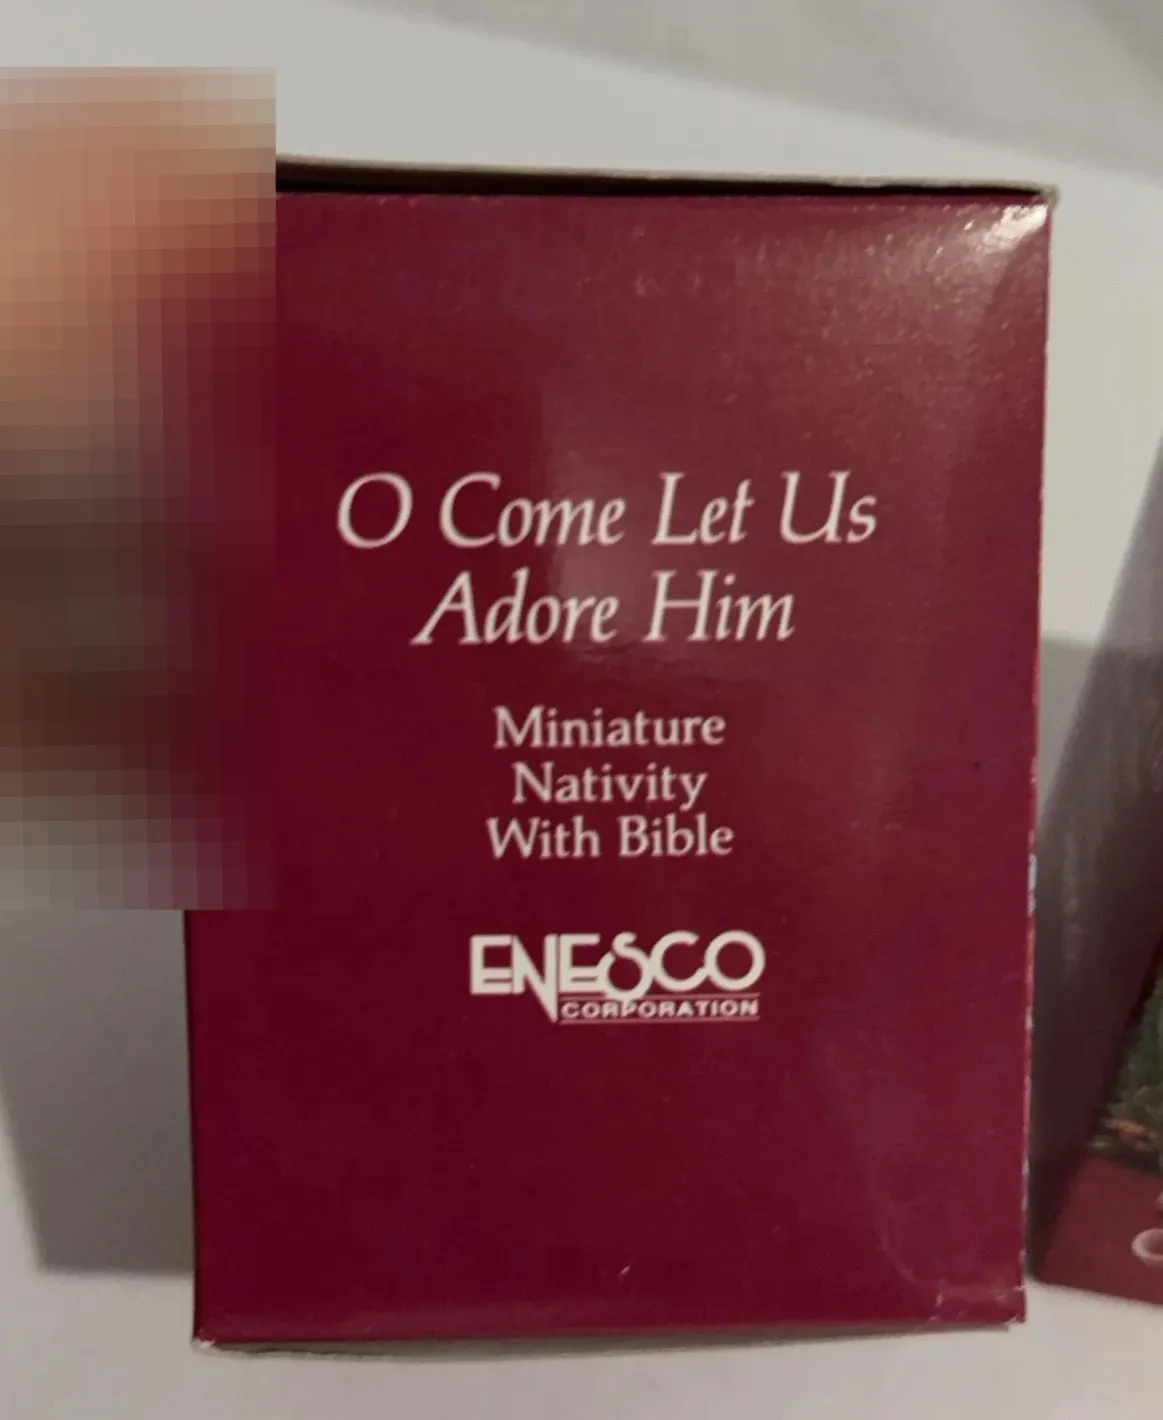 O Come Let Us
Adore Him
Miniature
Nativity
With Bible
ENESCO
CORPORATION